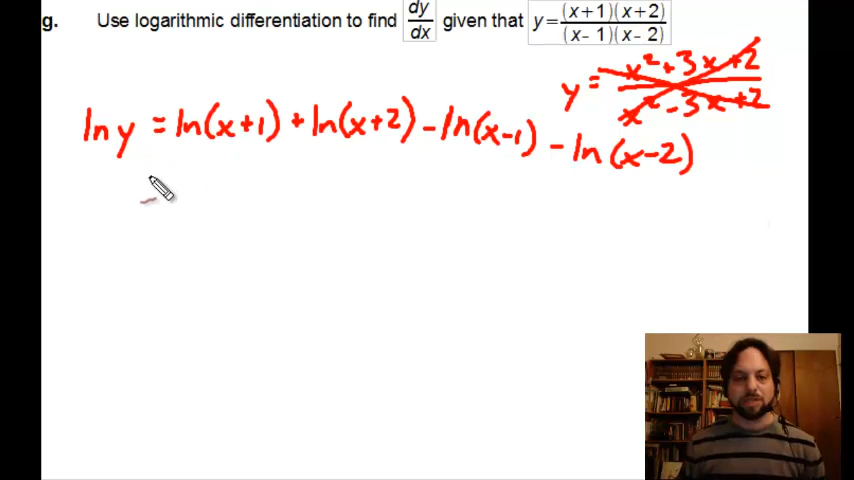 g. Use logarithmic differentiation to find dy/dx given that y=(x+1)(x+2)/(x-1)(x-2)
y = x²+3x+2/x²-3x+2
ln y = ln(x+1) + ln(x+2) - ln(x-1) - ln(x-2)